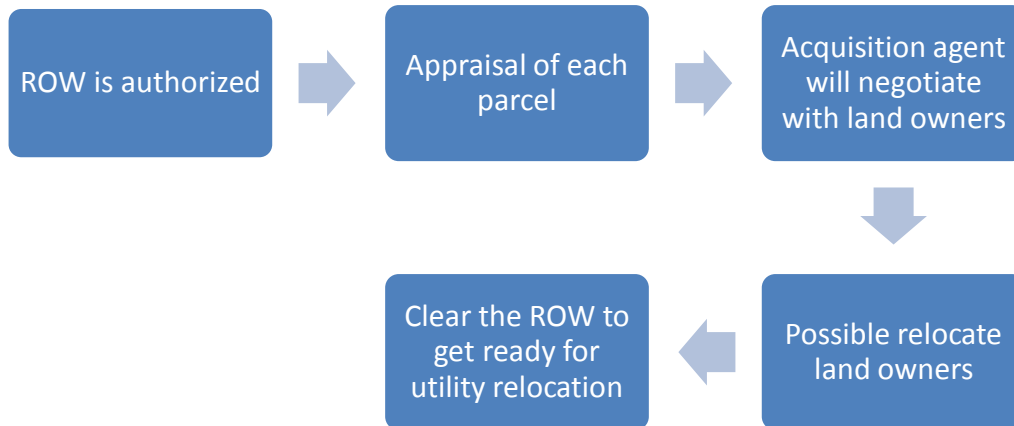 ROW is authorized
Appraisal of each
parcel
Acquisition agent
will negotiate
with land owners
Possible relocate
land owners
Clear the ROW to
get ready for
utility relocation